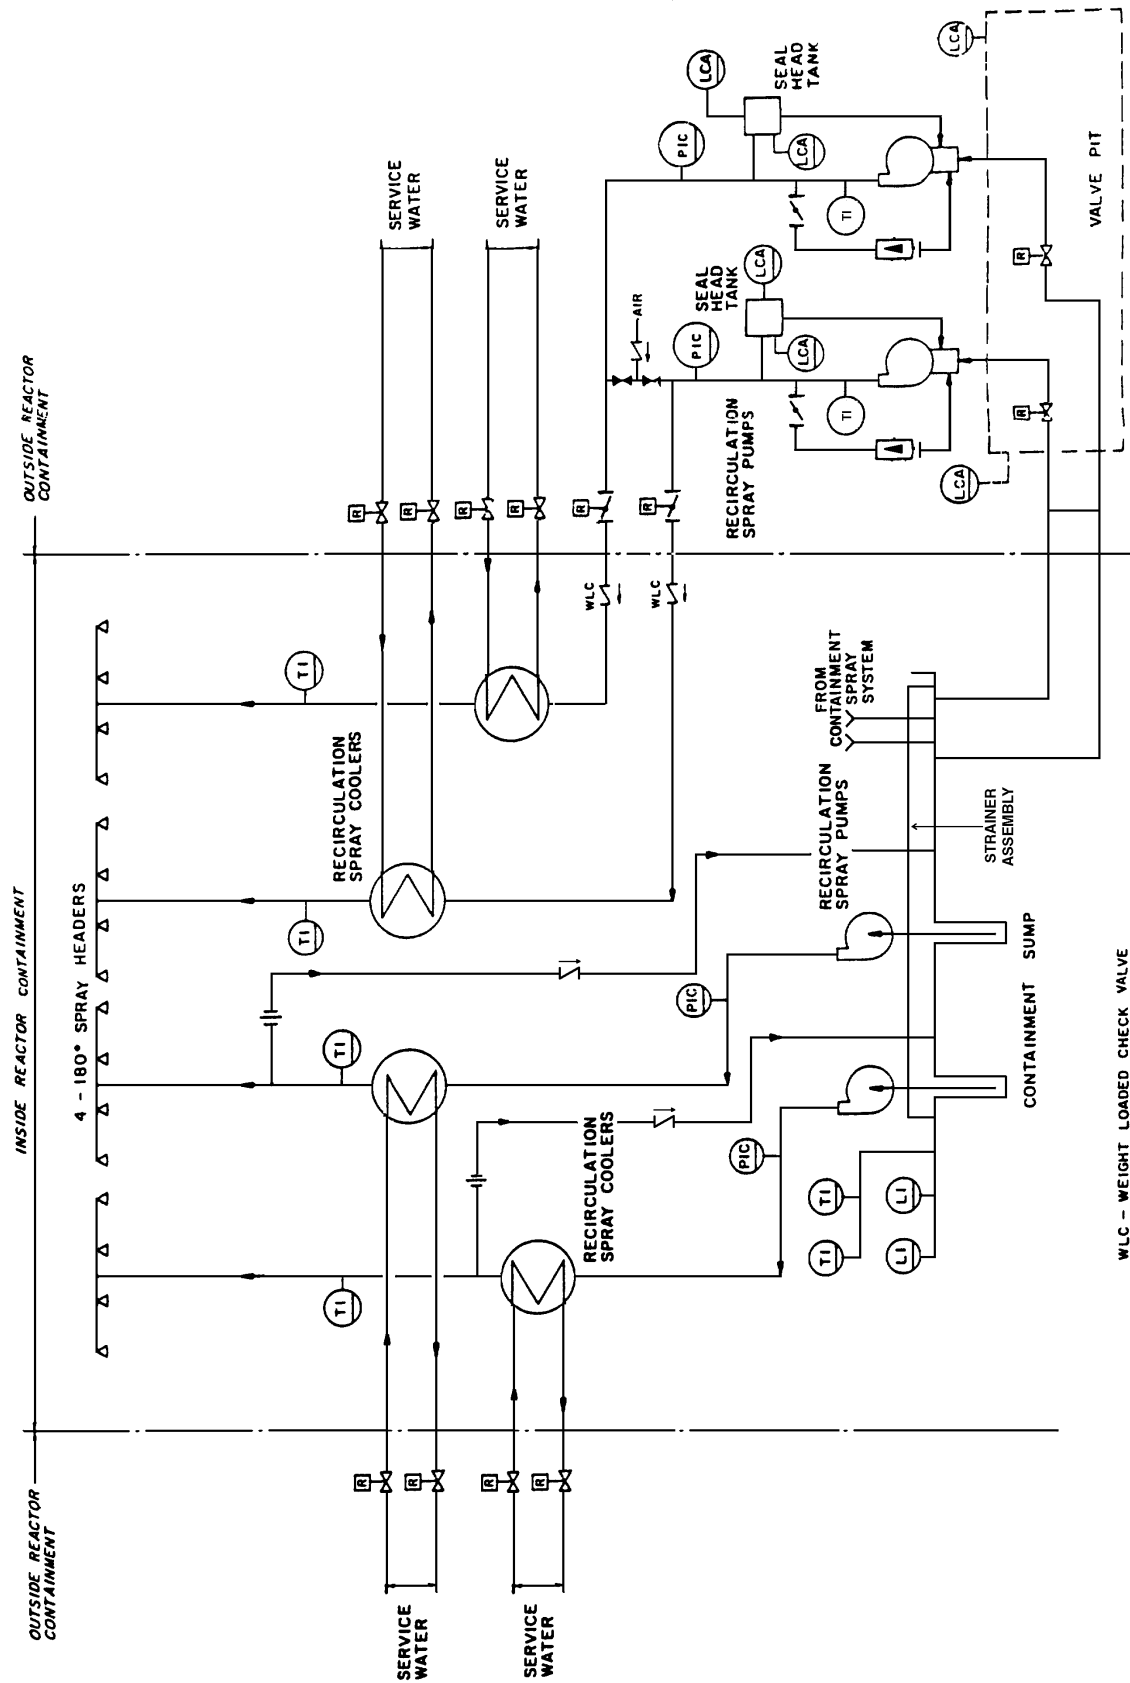 OUTSIDE REACTOR
CONTAINMENT
INSIDE REACTOR CONTAINMENT
OUTSIDE REACTOR
CONTAINMENT
4 - 180° SPRAY HEADERS
TI
TI
TI
TI
RECIRCULATION
SPRAY COOLERS
RECIRCULATION
SPRAY COOLERS
SERVICE
WATER
SERVICE
WATER
SERVICE
WATER
SERVICE
WATER
R
R
R
R
R
R
R
R
R
R
WLC
WLC
AIR
PIC
PIC
PIC
PIC
LCA
SEAL
HEAD
TANK
LCA
TI
SEAL
HEAD
TANK
LCA
LCA
TI
RECIRCULATION
SPRAY PUMPS
RECIRCULATION
SPRAY PUMPS
FROM
CONTAINMENT
SPRAY
SYSTEM
STRAINER
ASSEMBLY
TI
TI
LI
LI
CONTAINMENT SUMP
LCA
LCA
R
R
VALVE PIT
WLC - WEIGHT LOADED CHECK VALVE